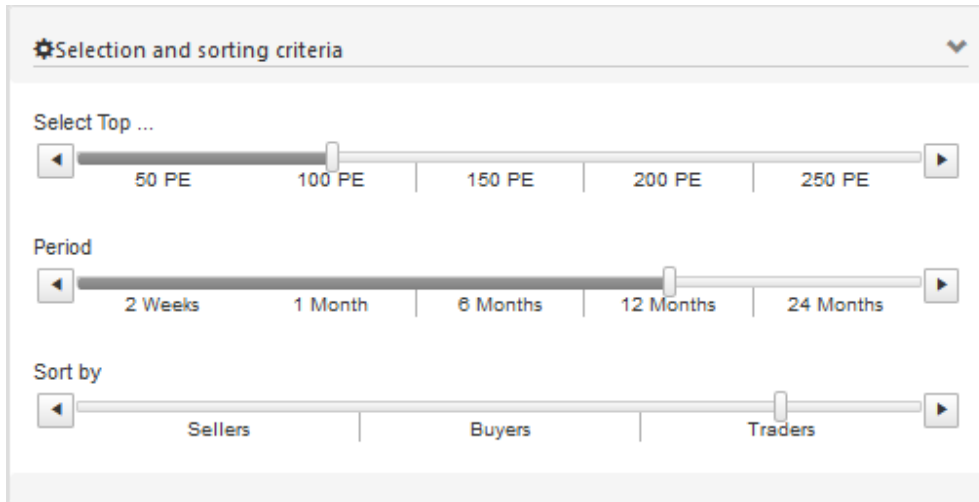 Selection and sorting criteria
Select Top ...
50 PE 100 PE 150 PE 200 PE 250 PE
Period
2 Weeks 1 Month 6 Months 12 Months 24 Months
Sort by
Sellers Buyers Traders